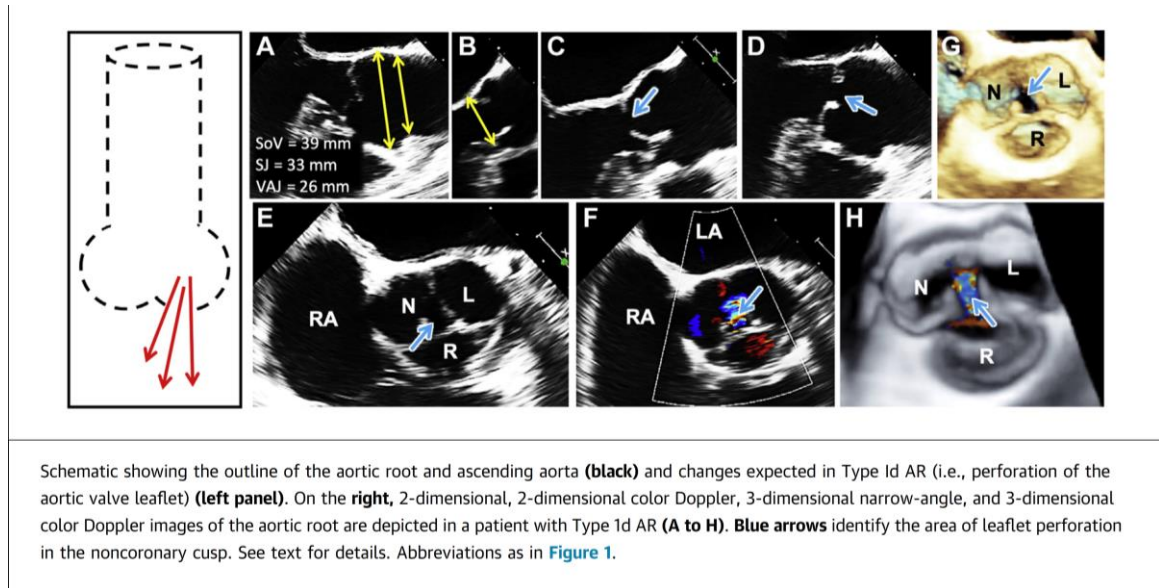 A
B
C
D
G
SoV = 39 mm
SJ = 33 mm
VAJ = 26 mm
N
L
R
E
F
H
RA
N
L
R
LA
RA
N
L
R
Schematic showing the outline of the aortic root and ascending aorta (black) and changes expected in Type Id AR (i.e., perforation of the
aortic valve leaflet) (left panel). On the right, 2-dimensional, 2-dimensional color Doppler, 3-dimensional narrow-angle, and 3-dimensional
color Doppler images of the aortic root are depicted in a patient with Type 1d AR (A to H). Blue arrows identify the area of leaflet perforation
in the noncoronary cusp. See text for details. Abbreviations as in Figure 1.